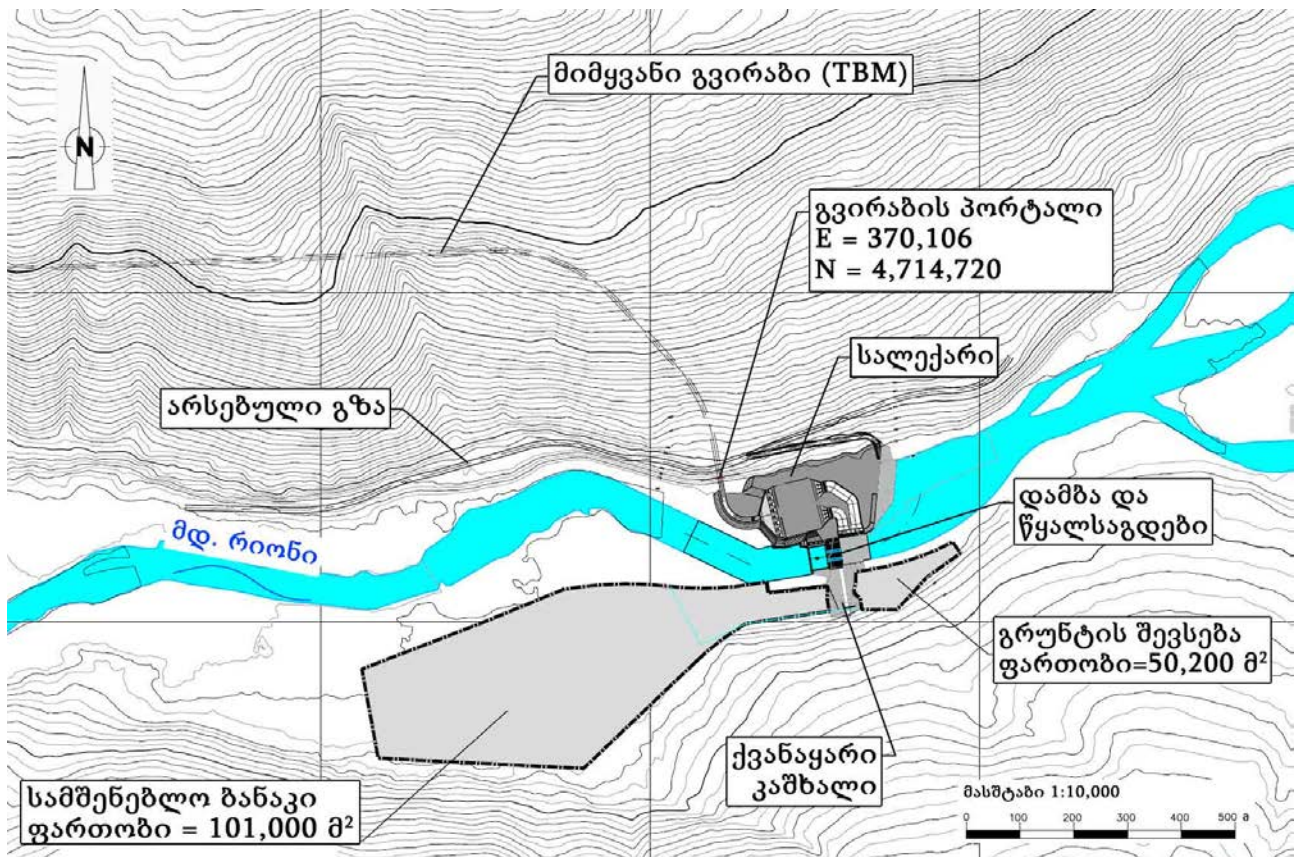 მიმყვანი გვირაბი (TBM)
N
გვირაბის პორტალი
E = 370,106
N = 4,714,720
სალექარი
არსებული გზა
დამბა და
წყალსაგდები
მდ. რიონი
გრუნტის შევსება
ფართობი=50,200 მ²
ქვანაყარი
კაშხალი
მასშტაბი 1:10,000
0 100 200 300 400 500 მ
სამშენებლო ბანაკი
ფართობი = 101,000 მ²